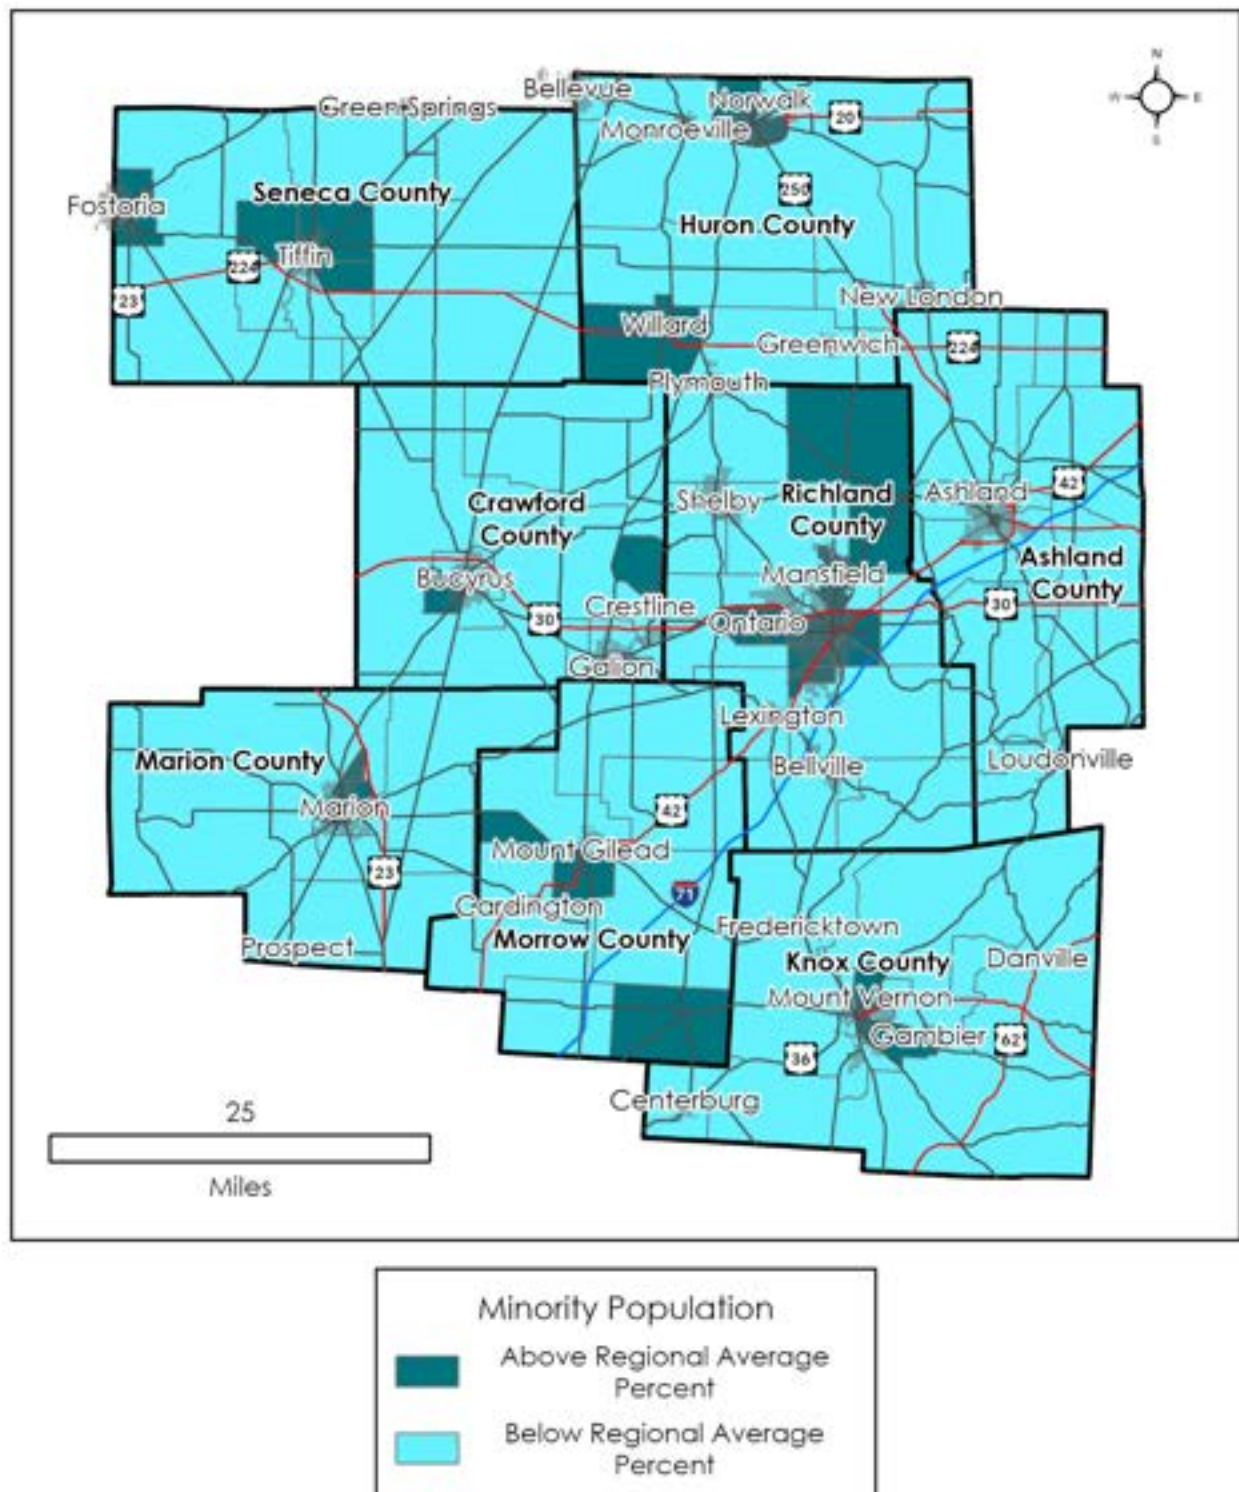 N
W E
S
Bellevue
Green Springs
Norwalk
20
Monroeville
250
Seneca County
Fostoria
Huron County
Tiffin
224
23
New London
Willard
Greenwich
224
Plymouth
Crawford
County
Shelby
Richland
County
Ashland
42
Ashland
County
Mansfield
Bucyrus
30
Crestline
30
Ontario
Galion
Lexington
Marion County
Bellville
Loudonville
Marion
42
Mount Gilead
23
71
Cardington
Fredericktown
Morrow County
Prospect
Knox County
Danville
Mount Vernon
Gambier
62
36
Centerburg
25
Miles
Minority Population
Above Regional Average
Percent
Below Regional Average
Percent